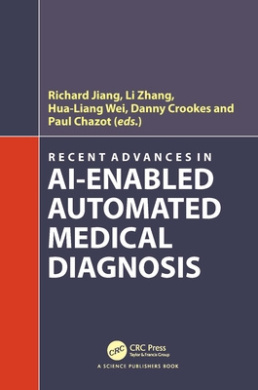 Richard Jiang, Li Zhang,
Hua-Liang Wei, Danny Crookes and
Paul Chazot (eds.)
RECENT ADVANCES IN
AI-ENABLED
AUTOMATED
MEDICAL
DIAGNOSIS
CRC
CRC Press
Taylor & Francis Group
A SCIENCE PUBLISHERS BOOK